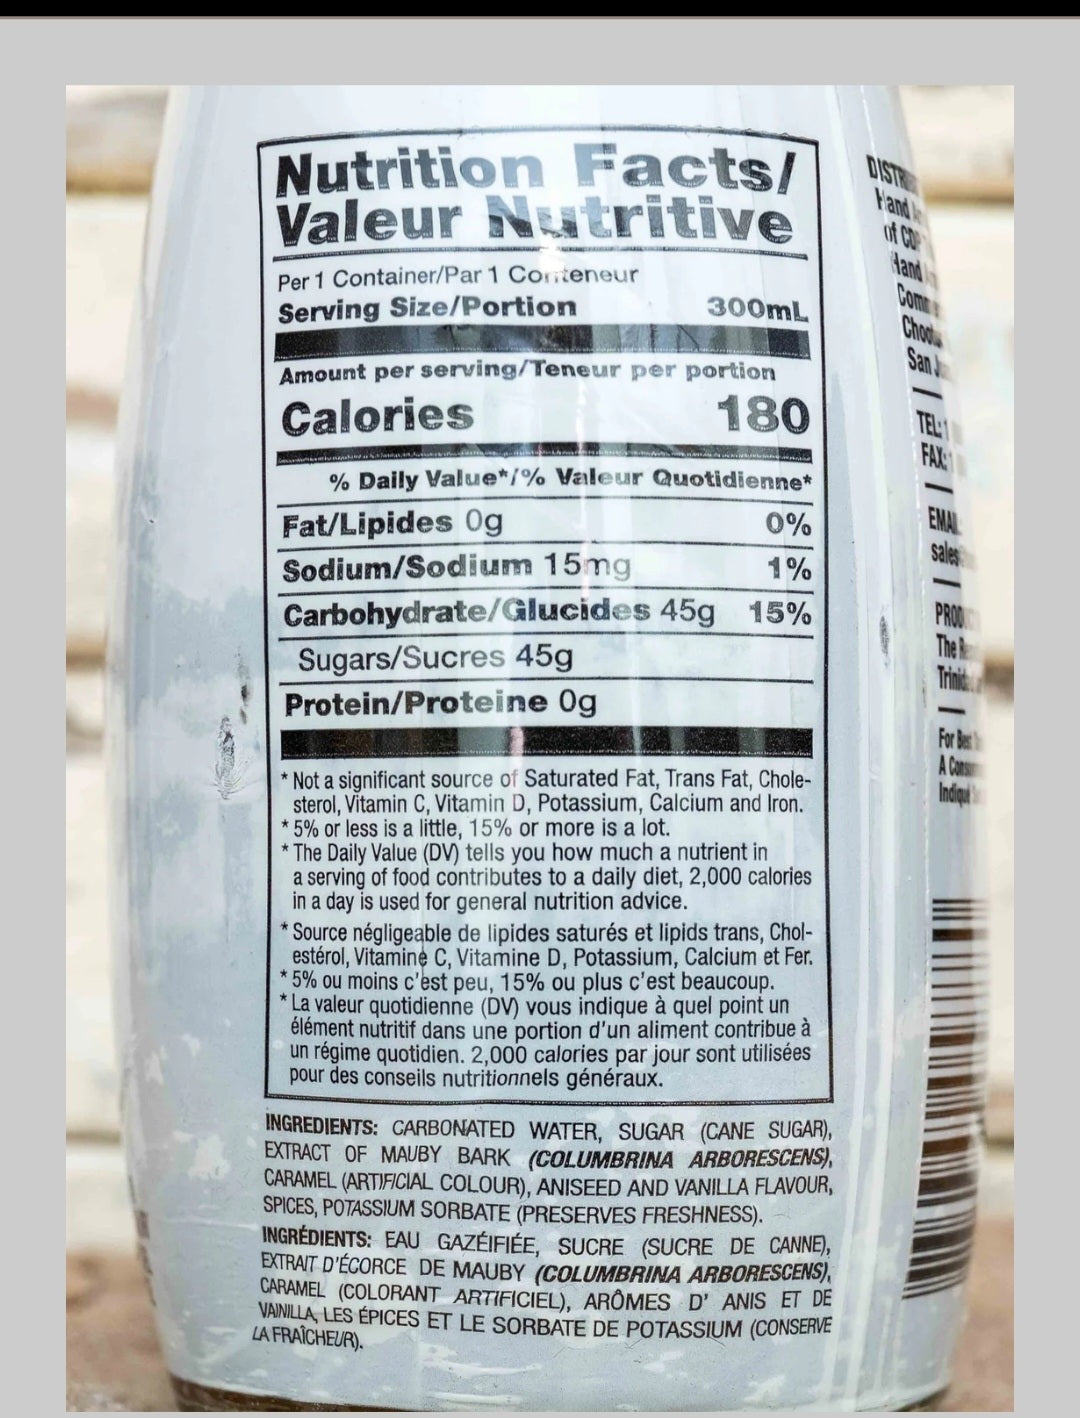 Nutrition Facts/
Valeur Nutritive
Per 1 Container/Par 1 Conteneur
Serving Size/Portion 300mL
Amount per serving/Teneur per portion
Calories 180
% Daily Value*/% Valeur Quotidienne*
Fat/Lipides 0g 0%
Sodium/Sodium 15mg 1%
Carbohydrate/Glucides 45g 15%
Sugars/Sucres 45g
Protein/Proteine 0g
* Not a significant source of Saturated Fat, Trans Fat, Chole-
sterol, Vitamin C, Vitamin D, Potassium, Calcium and Iron.
* 5% or less is a little, 15% or more is a lot.
* The Daily Value (DV) tells you how much a nutrient in
a serving of food contributes to a daily diet, 2,000 calories
in a day is used for general nutrition advice.
* Source négligeable de lipides saturés et lipids trans, Chol-
estérol, Vitamine C, Vitamine D, Potassium, Calcium et Fer.
* 5% ou moins c'est peu, 15% ou plus c'est beaucoup.
* La valeur quotidienne (DV) vous indique à quel point un
élément nutritif dans une portion d'un aliment contribue à
un régime quotidien. 2,000 calories par jour sont utilisées
pour des conseils nutritionnels généraux.
INGREDIENTS: CARBONATED WATER, SUGAR (CANE SUGAR),
EXTRACT OF MAUBY BARK (COLUMBRINA ARBORESCENS),
CARAMEL (ARTIFICIAL COLOUR), ANISEED AND VANILLA FLAVOUR,
SPICES, POTASSIUM SORBATE (PRESERVES FRESHNESS).
INGRÉDIENTS: EAU GAZÉIFIÉE, SUCRE (SUCRE DE CANNE),
EXTRAIT D'ÉCORCE DE MAUBY (COLUMBRINA ARBORESCENS),
CARAMEL (COLORANT ARTIFICIEL), ARÔMES D' ANIS ET DE
VAINILLA, LES ÉPICES ET LE SORBATE DE POTASSIUM (CONSERVE
LA FRAÎCHEUR).
Hand
of
Hand
San
TEL: 1
FAX: 1
sales
The
For Best
A